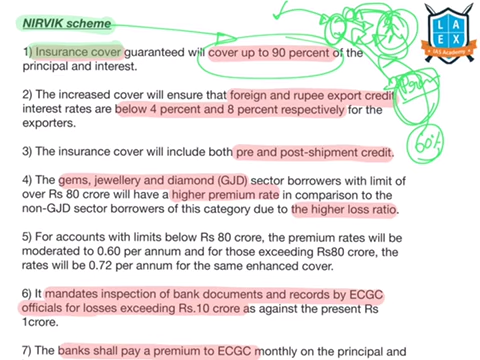 NIRVIK scheme
LAEX
IAS Academy
1) Insurance cover guaranteed will cover up to 90 percent of the
principal and interest.
2) The increased cover will ensure that foreign and rupee export credit
interest rates are below 4 percent and 8 percent respectively for the
exporters.
60%
3) The insurance cover will include both pre and post-shipment credit.
4) The gems, jewellery and diamond (GJD) sector borrowers with limit of
over Rs 80 crore will have a higher premium rate in comparison to the
non-GJD sector borrowers of this category due to the higher loss ratio.
5) For accounts with limits below Rs 80 crore, the premium rates will be
moderated to 0.60 per annum and for those exceeding Rs80 crore, the
rates will be 0.72 per annum for the same enhanced cover.
6) It mandates inspection of bank documents and records by ECGC
officials for losses exceeding Rs.10 crore as against the present Rs
1crore.
7) The banks shall pay a premium to ECGC monthly on the principal and